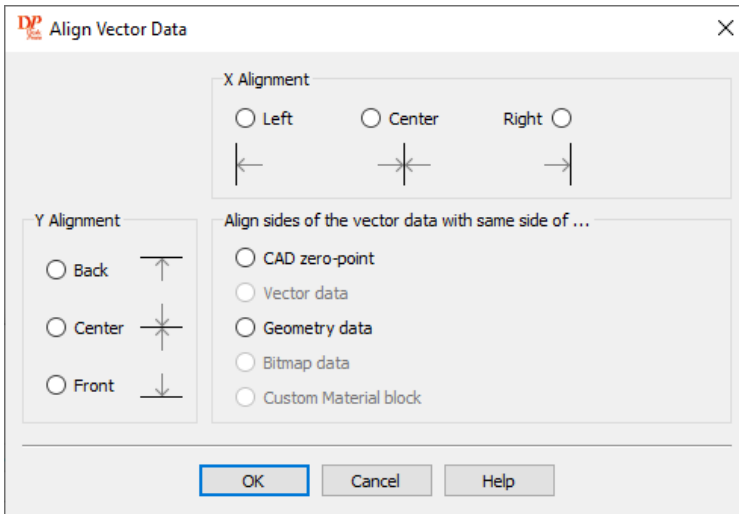 DP Align Vector Data
X Alignment
Left Center Right
Y Alignment
Back
Center
Front
Align sides of the vector data with same side of ...
CAD zero-point
Vector data
Geometry data
Bitmap data
Custom Material block
OK Cancel Help